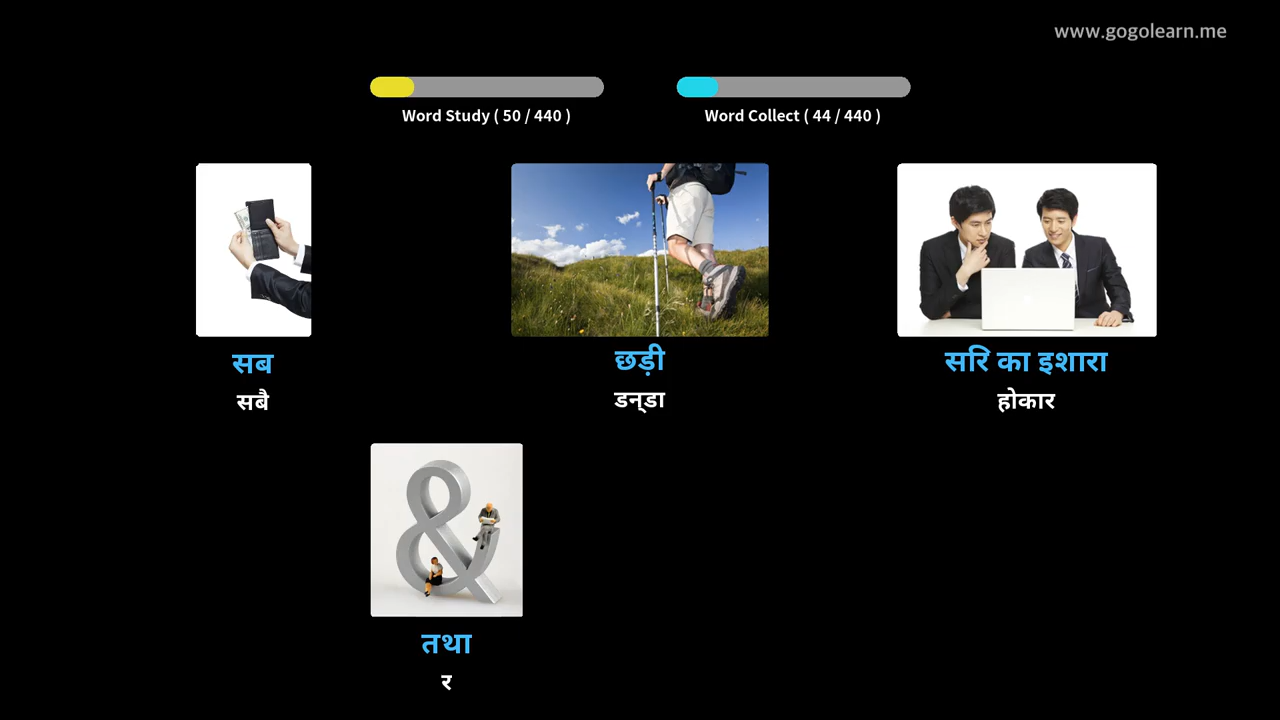 www.gogolearn.me
Word Study ( 50 / 440 )
Word Collect ( 44 / 440 )
सब
सबै
छड़ी
डन्‌डा
सरि का इशारा
होकार
&
तथा
र